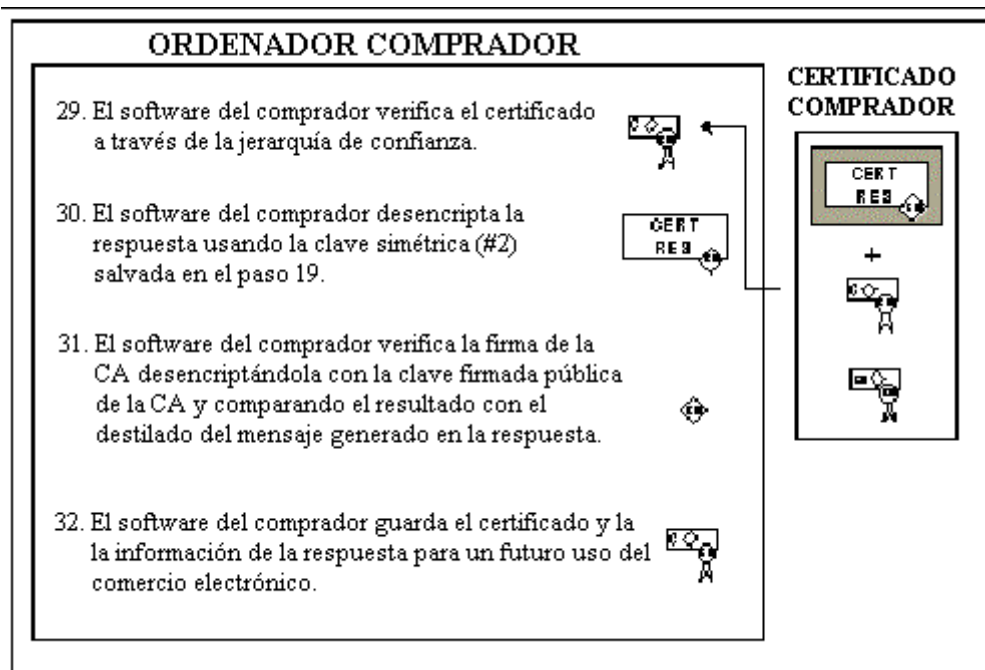 ORDENADOR COMPRADOR
29. El software del comprador verifica el certificado
a través de la jerarquía de confianza.
30. El software del comprador desencripta la
respuesta usando la clave simétrica (#2)
salvada en el paso 19.
CERT
RES
31. El software del comprador verifica la firma de la
CA desencriptándola con la clave firmada pública
de la CA y comparando el resultado con el
destilado del mensaje generado en la respuesta.
32. El software del comprador guarda el certificado y la
la información de la respuesta para un futuro uso del
comercio electrónico.
CERTIFICADO
COMPRADOR
CERT
RES
+